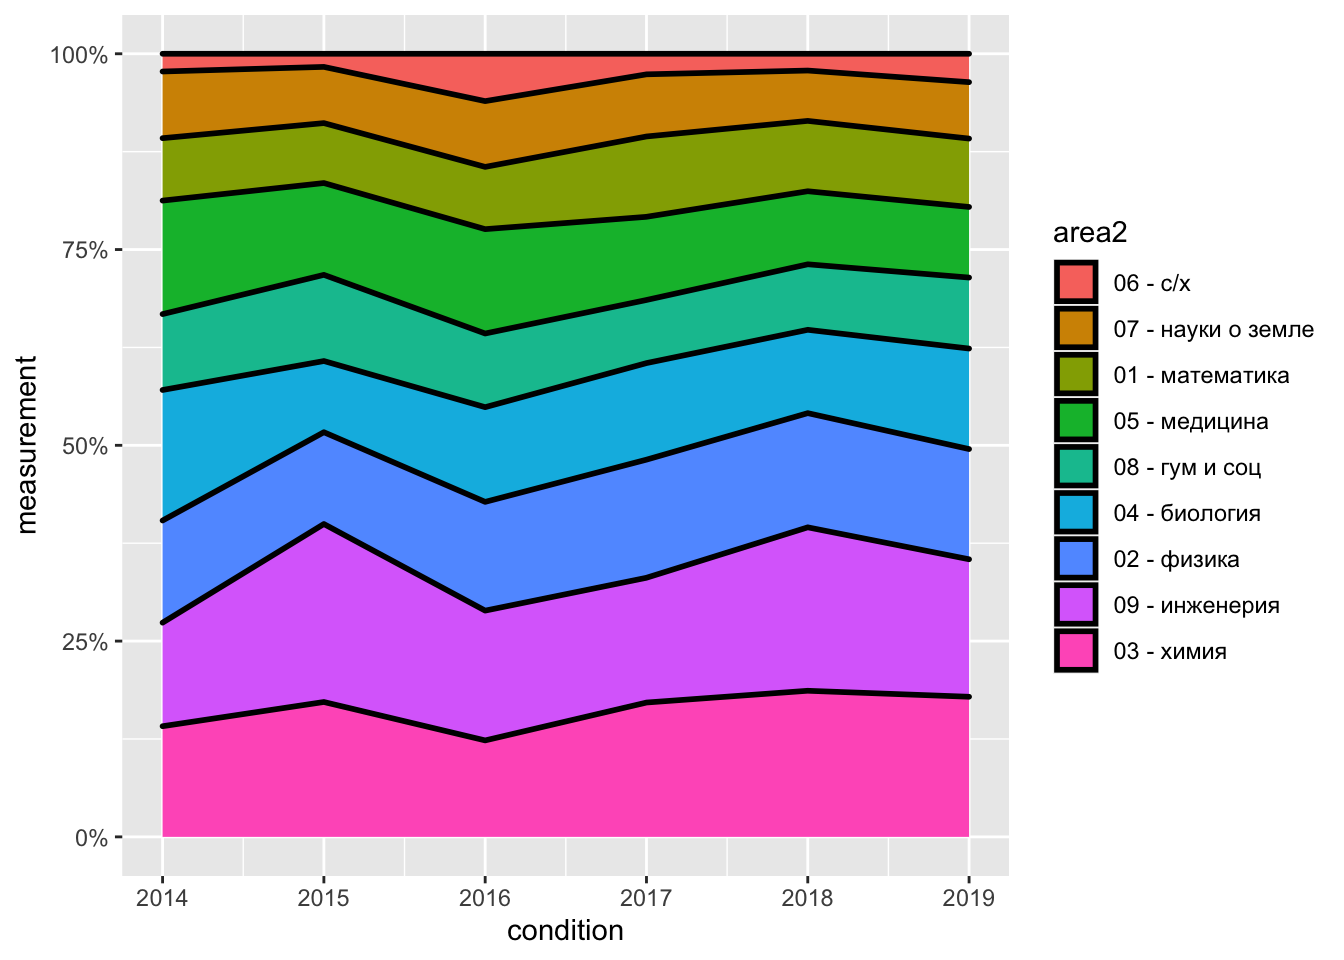 100%
75%
50%
25%
0%
measurement
2014 2015 2016 2017 2018 2019
condition
area2
06 - с/х
07 - науки о земле
01 - математика
05 - медицина
08 - гум и соц
04 - биология
02 - физика
09 - инженерия
03 - химия